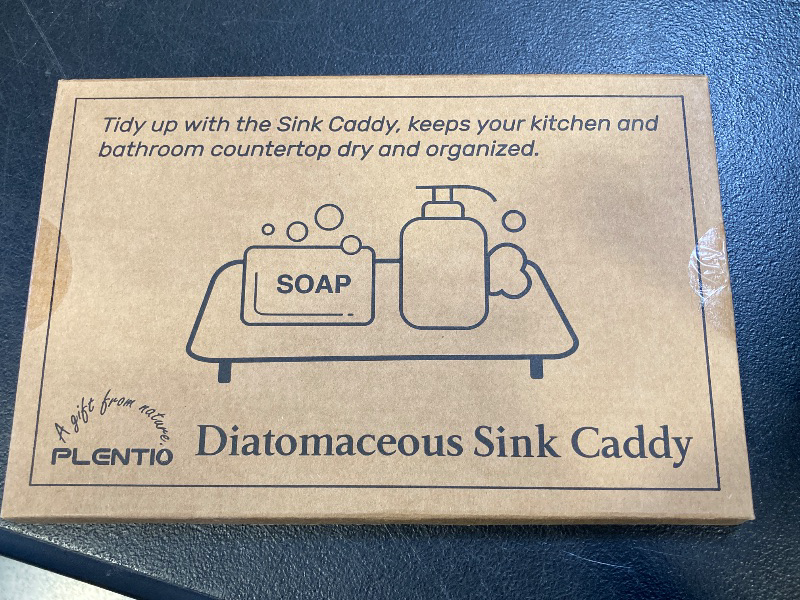 Tidy up with the Sink Caddy, keeps your kitchen and
bathroom countertop dry and organized.
SOAP
A gift from nature.
PLENTIO
Diatomaceous Sink Caddy